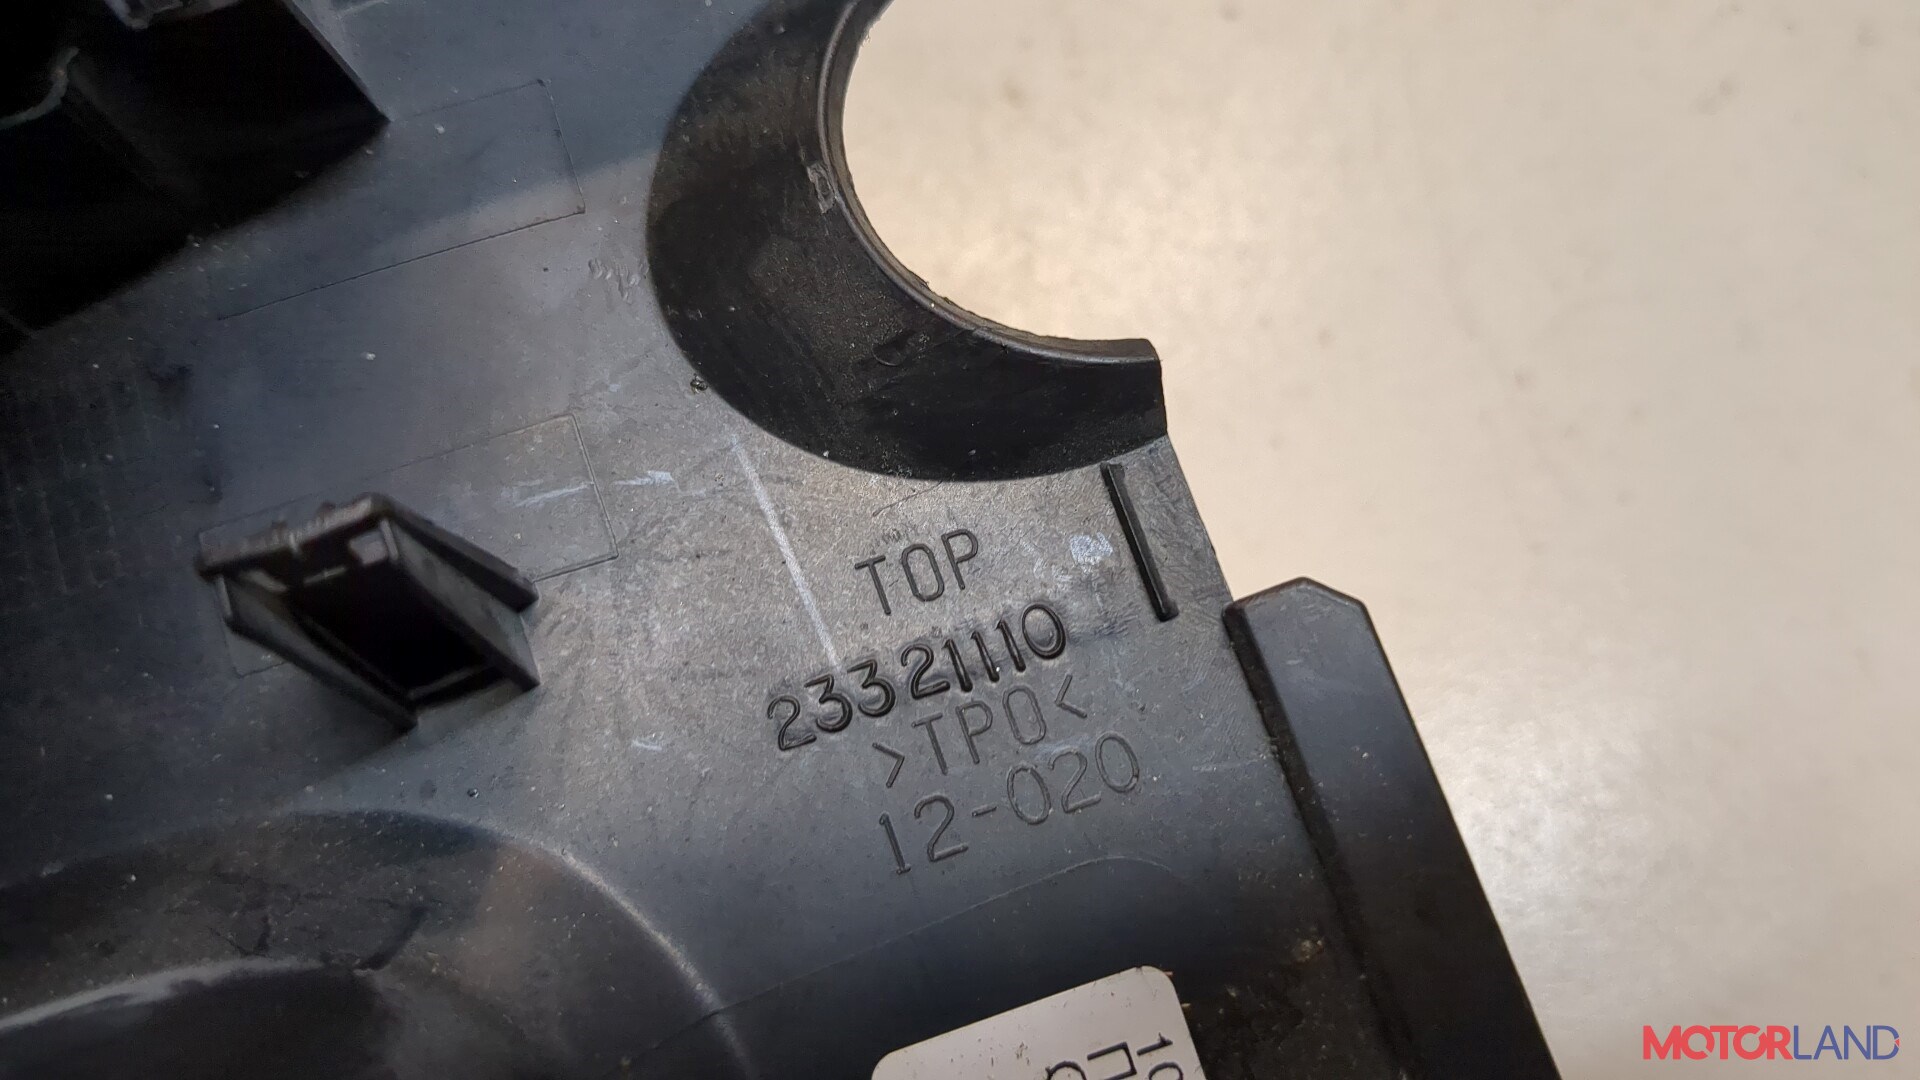 TOP
23321110
>TPO<
12-020
MOTORLAND